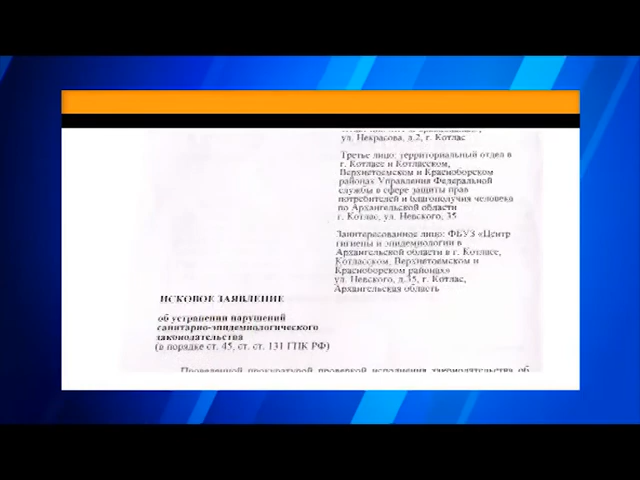 ул. Некрасова, д.2, г. Котлас
Третье лицо: территориальный отдел в
г. Котласе и Котласском,
Верхнетоемском и Красноборском
районах Управления Федеральной
службы в сфере защиты прав
потребителей и благополучия человека
по Архангельской области
г. Котлас, ул. Невского, 35
Заинтересованное лицо: ФБУЗ «Центр
гигиены и эпидемиологии в
Архангельской области в г. Котласе,
Котласском, Верхнетоемском и
Красноборском районах»
ул. Невского, д.35, г. Котлас,
Архангельская область
ИСКОВОЕ ЗАЯВЛЕНИЕ
об устранении нарушений
санитарно-эпидемиологического
законодательства
(в порядке ст. 45, ст. ст. 131 ГПК РФ)
Проведенной прокуратурой проверкой исполнения законодательства об